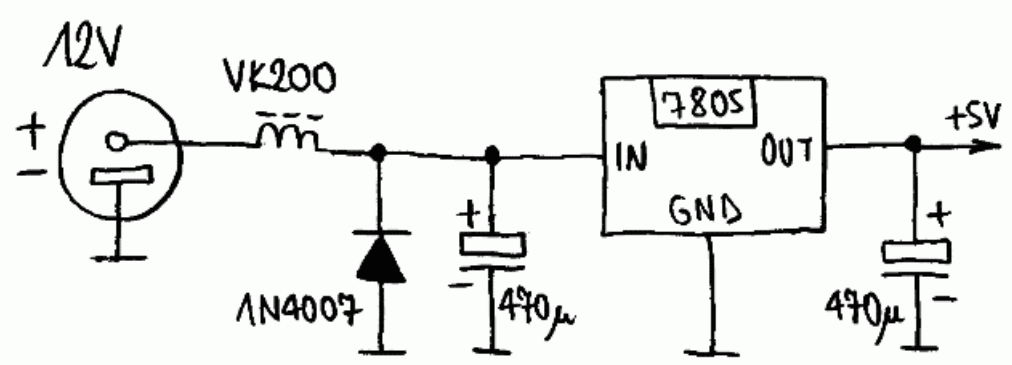 12V
VK200
+
-
7805
IN
OUT
GND
+5V
+
-
1N4007
470µ
+
-
470µ